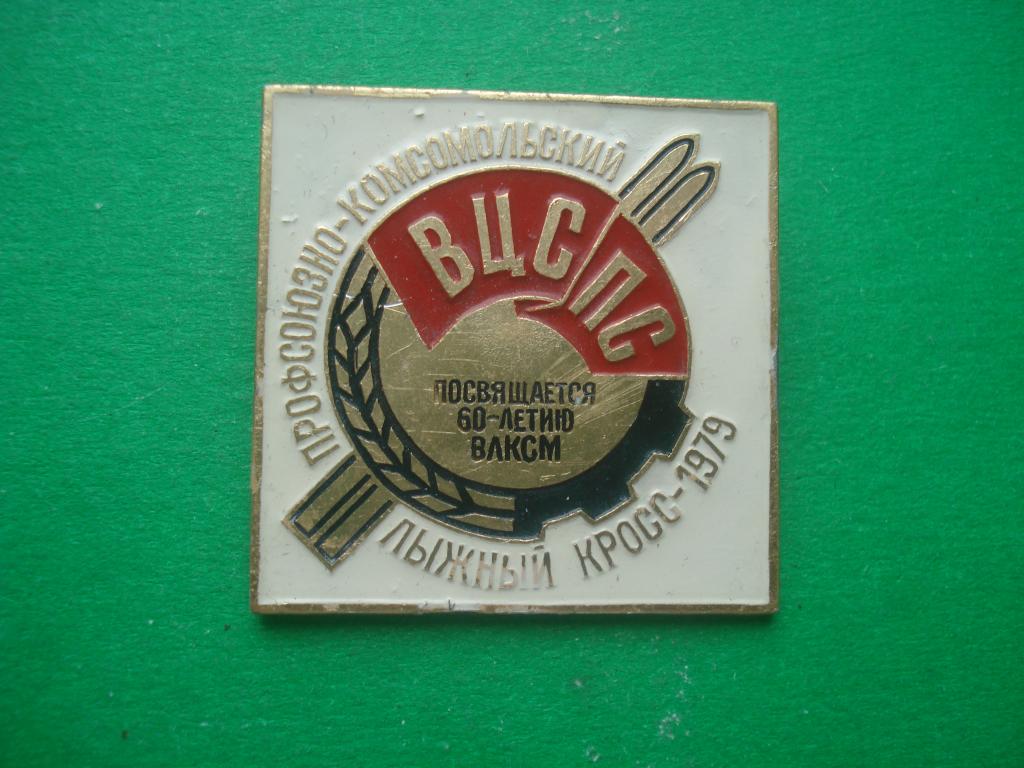 ПРОФСОЮЗНО-КОМСОМОЛЬСКИЙ
ВЦСПС
ПОСВЯЩАЕТСЯ
60-ЛЕТИЮ
ВЛКСМ
ЛЫЖНЫЙ КРОСС-1979